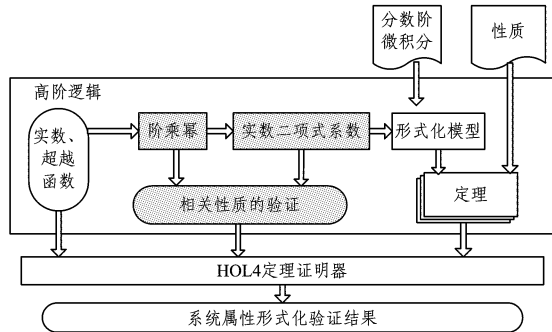 分数阶
微积分
性质
高阶逻辑
实数、
超越
函数
阶乘幂
实数二项式系数
形式化模型
相关性质的验证
定理
HOL4定理证明器
系统属性形式化验证结果